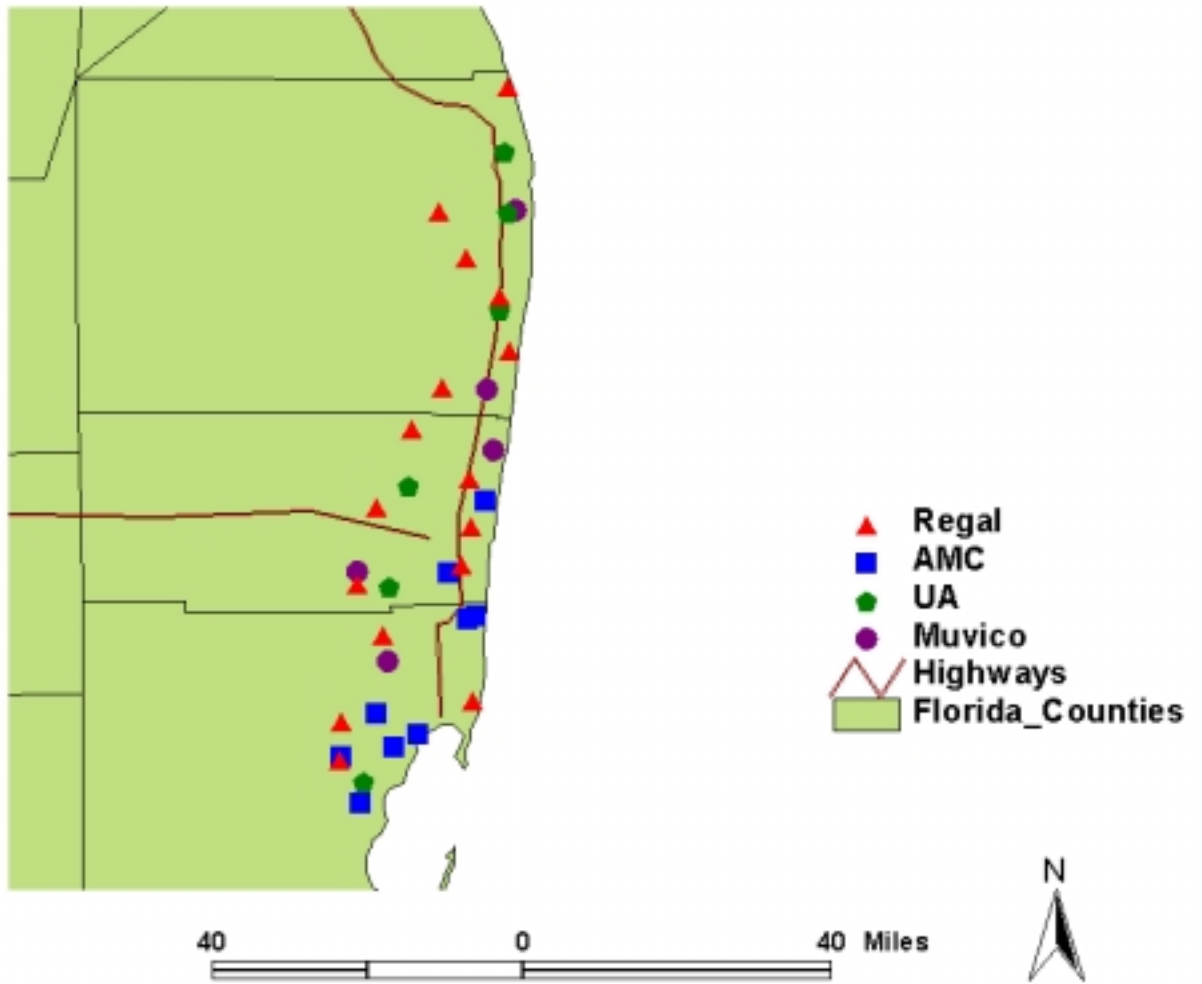 Regal
AMC
UA
Muvico
Highways
Florida_Counties
N
40 0 40 Miles